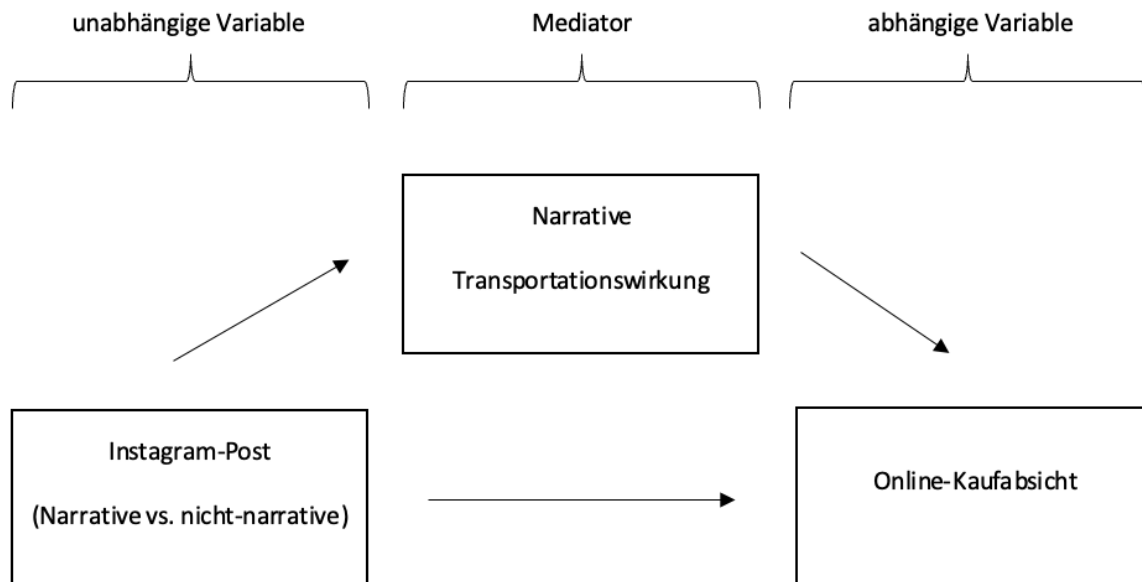 unabhängige Variable
Mediator
abhängige Variable
Narrative
Transportationswirkung
Instagram-Post
(Narrative vs. nicht-narrative)
Online-Kaufabsicht